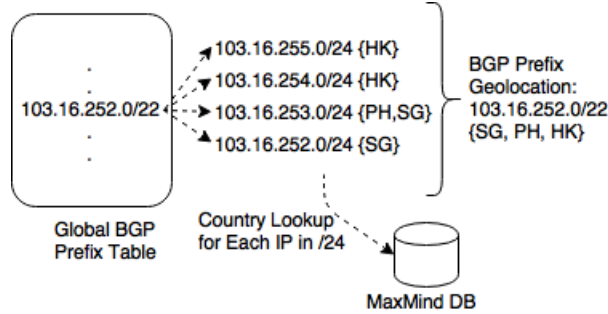 103.16.252.0/22
Global BGP
Prefix Table
103.16.255.0/24 {HK}
103.16.254.0/24 {HK}
103.16.253.0/24 {PH,SG}
103.16.252.0/24 {SG}
Country Lookup
for Each IP in /24
MaxMind DB
BGP Prefix
Geolocation:
103.16.252.0/22
{SG, PH, HK}